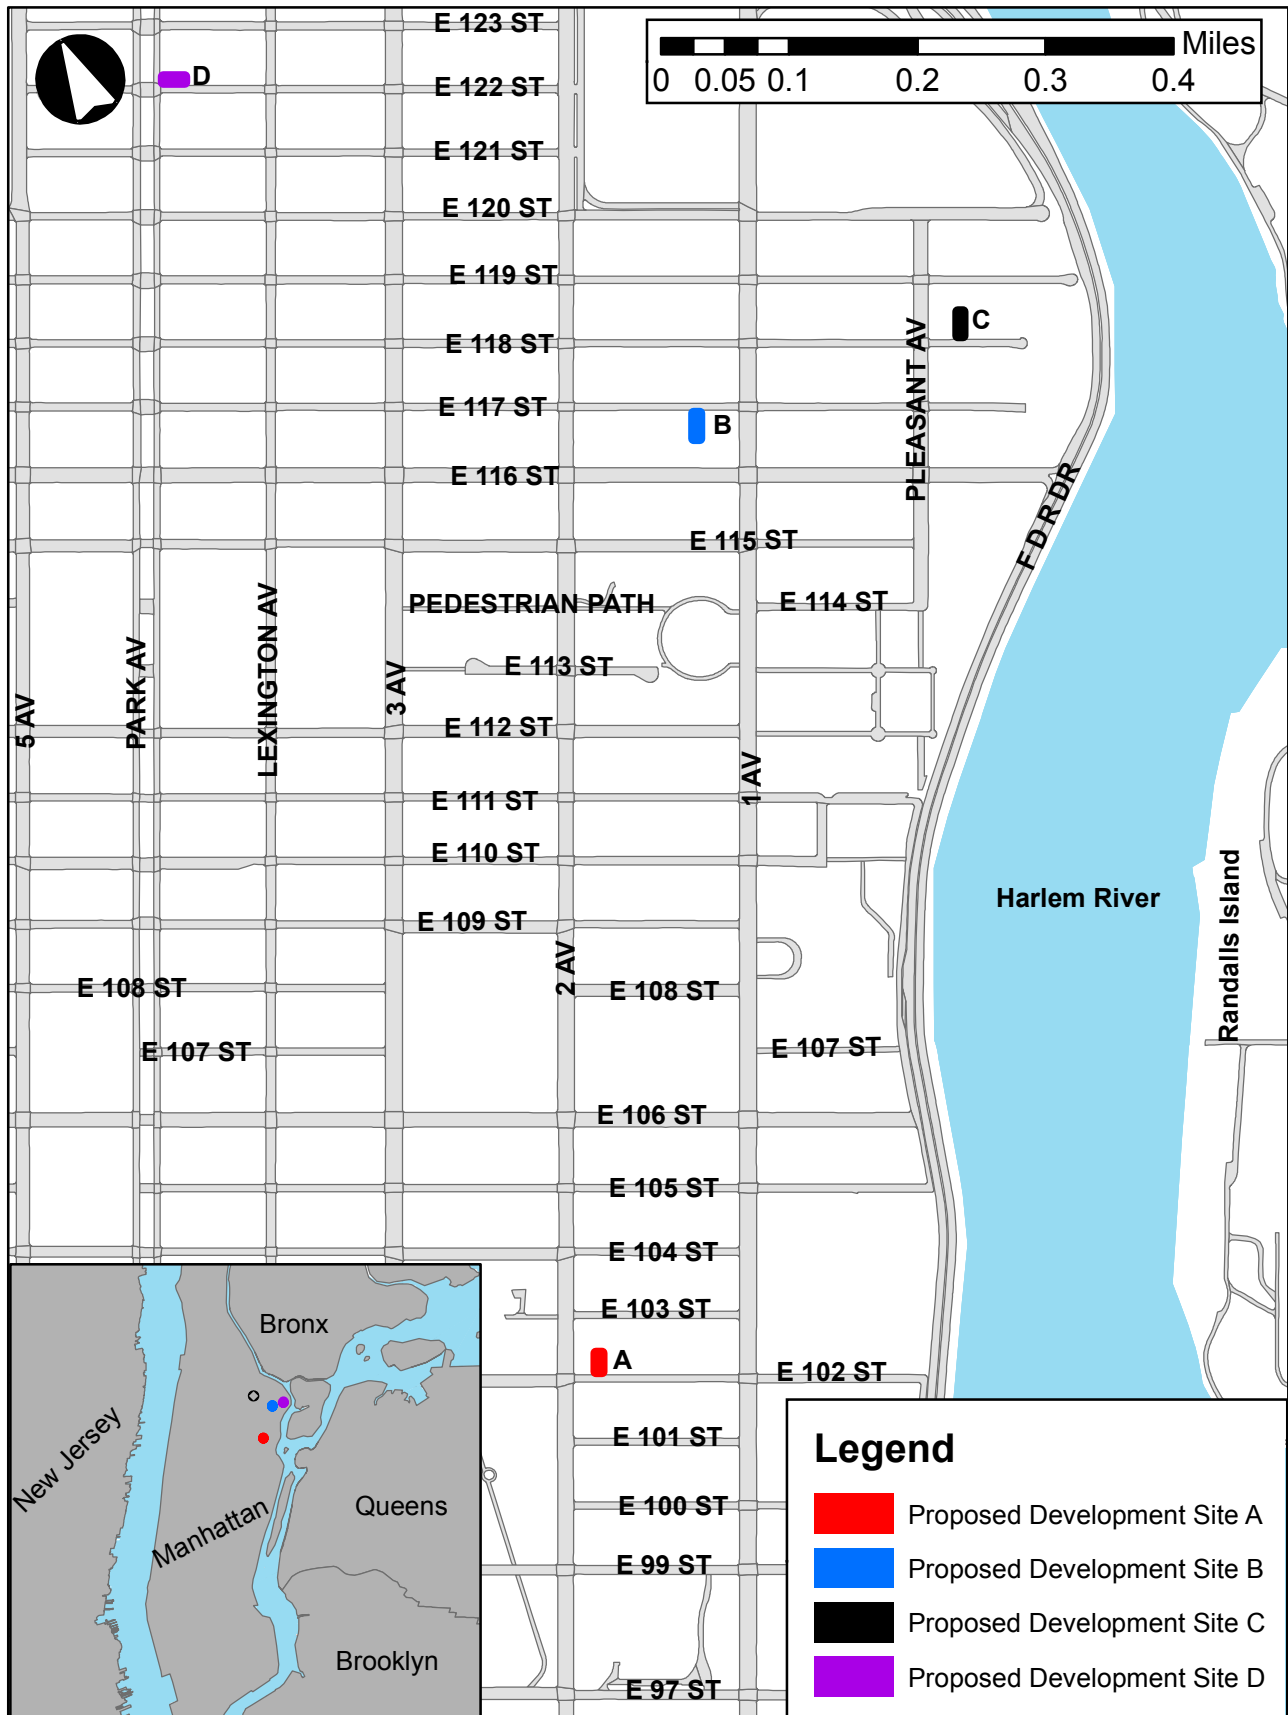 E 123 ST
Miles
0 0.05 0.1 0.2 0.3 0.4
D
E 122 ST
E 121 ST
E 120 ST
E 119 ST
C
E 118 ST
PLEASANT AV
E 117 ST
B
E 116 ST
F D R DR
E 115 ST
PEDESTRIAN PATH
E 114 ST
E 113 ST
5 AV
PARK AV
LEXINGTON AV
3 AV
E 112 ST
1 AV
E 111 ST
E 110 ST
Harlem River
Randalls Island
E 109 ST
2 AV
E 108 ST
E 108 ST
E 107 ST
E 107 ST
E 106 ST
E 105 ST
E 104 ST
E 103 ST
A
E 102 ST
E 101 ST
E 100 ST
E 99 ST
E 97 ST
Bronx
New Jersey
Manhattan
Queens
Brooklyn
Legend
Proposed Development Site A
Proposed Development Site B
Proposed Development Site C
Proposed Development Site D